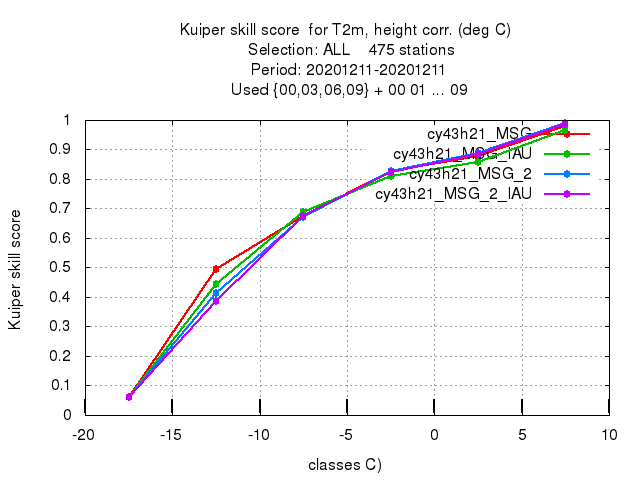 Kuiper skill score  for T2m, height corr. (deg C)
Selection: ALL    475 stations
Period: 20201211-20201211
Used {00,03,06,09} + 00 01 ... 09
1
0.9
0.8
0.7
0.6
0.5
0.4
0.3
0.2
0.1
0
Kuiper skill score
cy43h21_MSG
cy43h21_MSG_IAU
cy43h21_MSG_2
cy43h21_MSG_2_IAU
-20 -15 -10 -5 0 5 10
classes C)